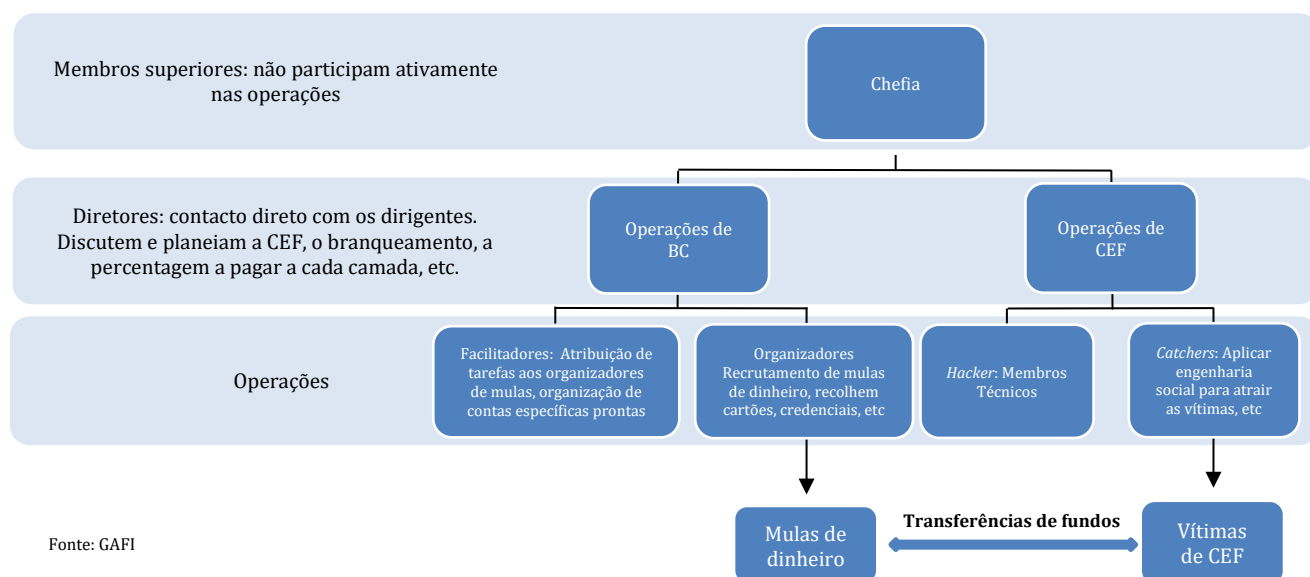 Membros superiores: não participam ativamente
nas operações
Chefia
Diretores: contacto direto com os dirigentes.
Discutem e planeiam a CEF, o branqueamento, a
percentagem a pagar a cada camada, etc.
Operações de
BC
Operações de
CEF
Operações
Facilitadores: Atribuição de
tarefas aos organizadores
de mulas, organização de
contas específicas prontas
Organizadores
Recrutamento de mulas
de dinheiro, recolhem
cartões, credenciais, etc
Hacker: Membros
Técnicos
Catchers: Aplicar
engenharia
social para atrair
as vítimas, etc
Mulas de
dinheiro
Transferências de fundos
Vítimas
de CEF
Fonte: GAFI